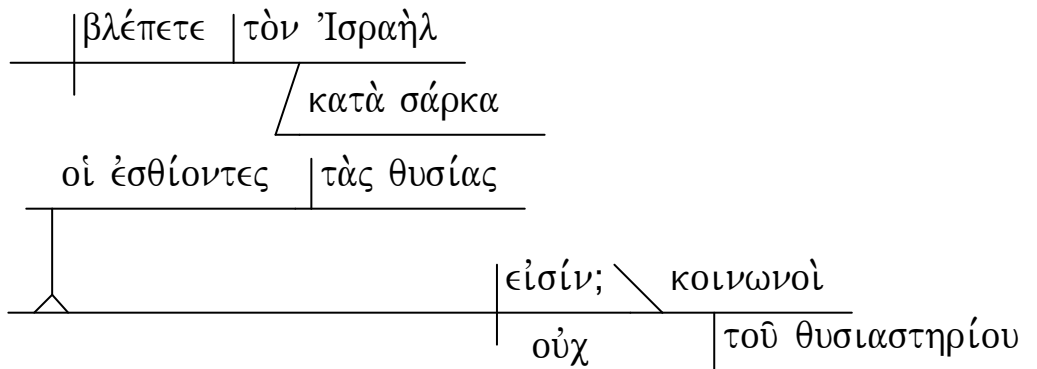 βλέπετε τὸν Ἰσραὴλ
κατὰ σάρκα
οἱ ἐσθίοντες τὰς θυσίας
εἰσίν; κοινωνοὶ
οὐχ τοῦ θυσιαστηρίου